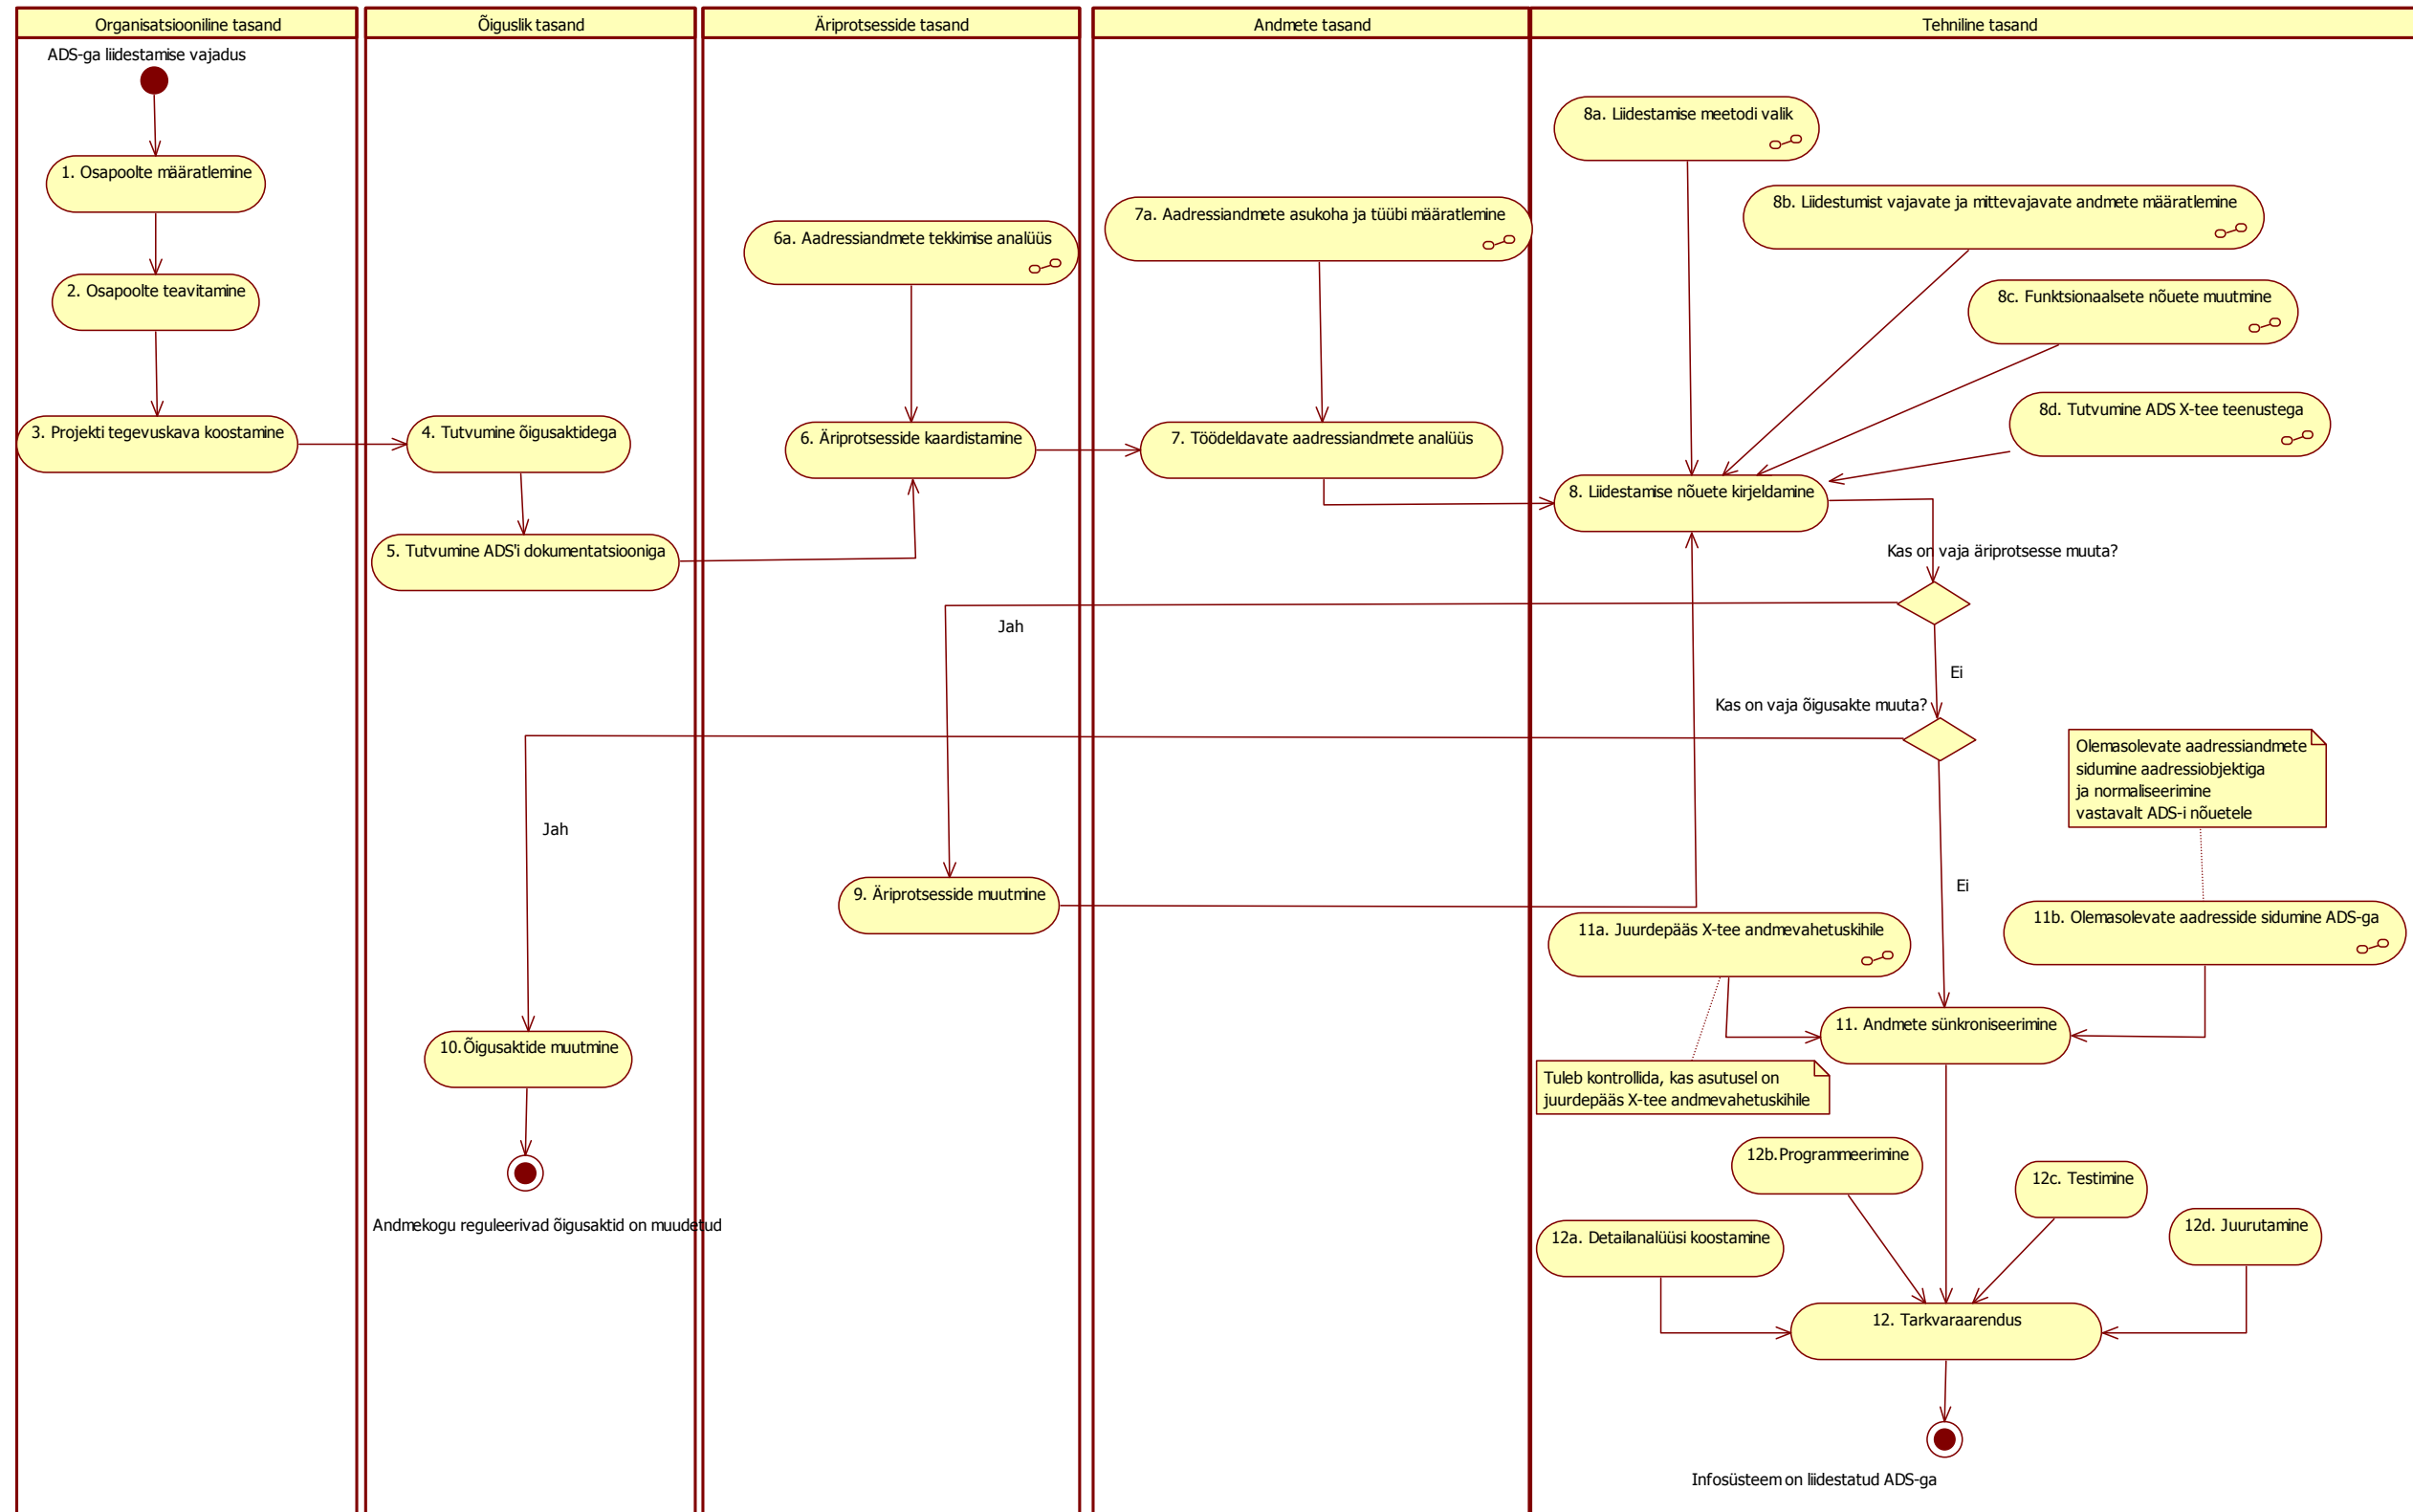 Organisatsiooniline tasand
Õiguslik tasand
Äriprotsesside tasand
Andmete tasand
Tehniline tasand
ADS-ga liidestamise vajadus
1. Osapoolte määratlemine
2. Osapoolte teavitamine
3. Projekti tegevuskava koostamine
4. Tutvumine õigusaktidega
5. Tutvumine ADS'i dokumentatsiooniga
6a. Aadressiandmete tekkimise analüüs
6. Äriprotsesside kaardistamine
7a. Aadressiandmete asukoha ja tüübi määratlemine
7. Töödeldavate aadressiandmete analüüs
8a. Liidestamise meetodi valik
8b. Liidestumist vajavate ja mittevajavate andmete määratlemine
8c. Funktsionaalsete nõuete muutmine
8d. Tutvumine ADS X-tee teenustega
8. Liidestamise nõuete kirjeldamine
Kas on vaja äriprotsesse muuta?
Jah
Ei
Kas on vaja õigusakte muuta?
Olemasolevate aadressiandmete
sidumine aadressiobjektiga
ja normaliseerimine
vastavalt ADS-i nõuetele
Jah
Ei
9. Äriprotsesside muutmine
11a. Juurdepääs X-tee andmevahetuskihile
11b. Olemasolevate aadresside sidumine ADS-ga
11. Andmete sünkroniseerimine
10.Õigusaktide muutmine
Tuleb kontrollida, kas asutusel on
juurdepääs X-tee andmevahetuskihile
12b.Programmeerimine
12c. Testimine
Andmekogu reguleerivad õigusaktid on muudetud
12a. Detailanalüüsi koostamine
12d. Juurutamine
12. Tarkvaraarendus
Infosüsteem on liidestatud ADS-ga